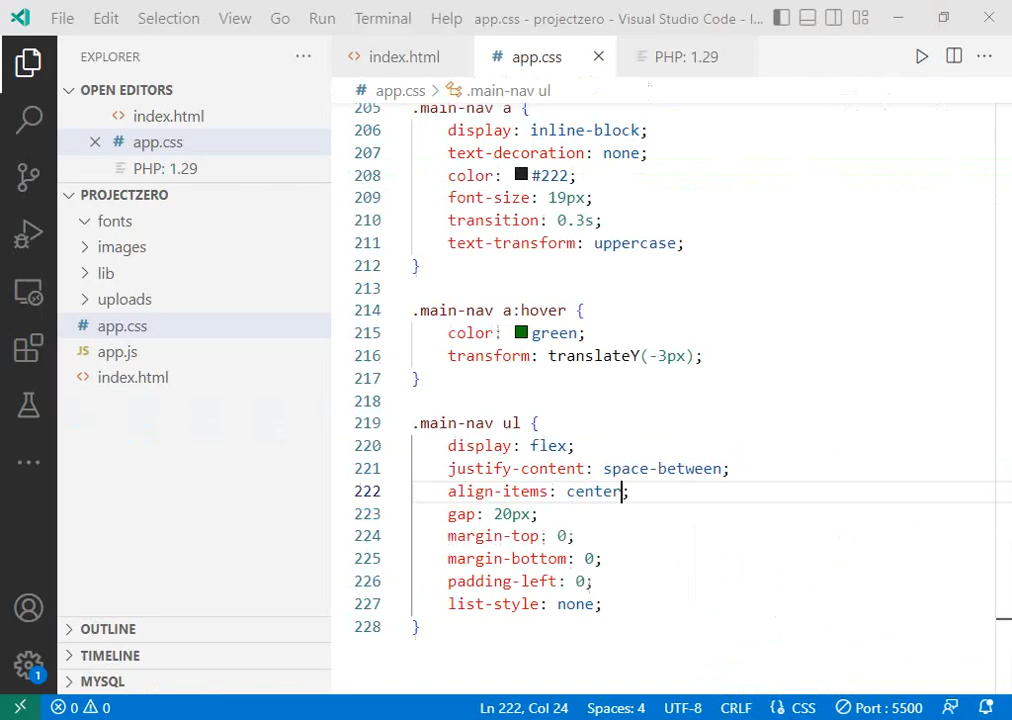 File Edit Selection View Go Run Terminal Help app.css - projectzero - Visual Studio Code - I...
EXPLORER
OPEN EDITORS
index.html
app.css
PHP: 1.29
PROJECTZERO
fonts
images
lib
uploads
app.css
JS app.js
index.html
OUTLINE
TIMELINE
MYSQL
index.html # app.css PHP: 1.29
# app.css > .main-nav ul
205 .main-nav a {
206 display: inline-block;
207 text-decoration: none;
208 color: #222;
209 font-size: 19px;
210 transition: 0.3s;
211 text-transform: uppercase;
212 }
213
214 .main-nav a:hover {
215 color: green;
216 transform: translateY(-3px);
217 }
218
219 .main-nav ul {
220 display: flex;
221 justify-content: space-between;
222 align-items: center;
223 gap: 20px;
224 margin-top: 0;
225 margin-bottom: 0;
226 padding-left: 0;
227 list-style: none;
228 }
1
0 0 Ln 222, Col 24 Spaces: 4 UTF-8 CRLF {} CSS Port : 5500